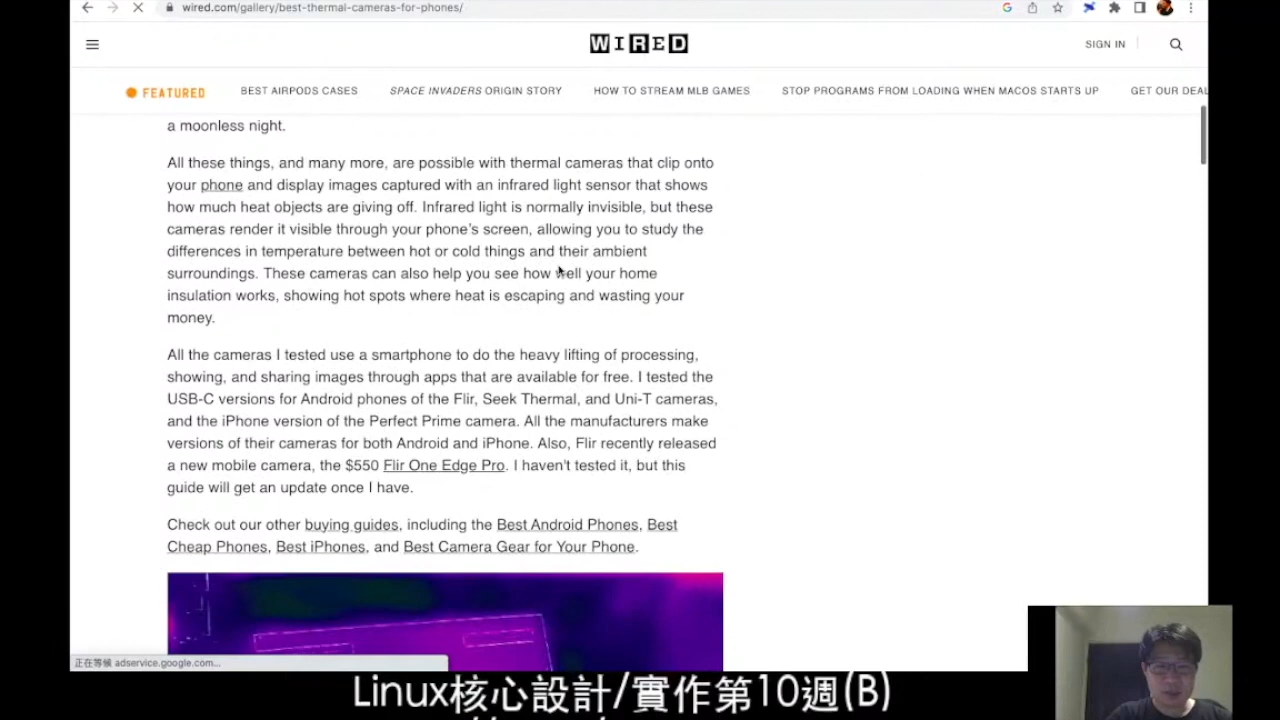 wired.com/gallery/best-thermal-cameras-for-phones/
WIRED
SIGN IN
FEATURED BEST AIRPODS CASES SPACE INVADERS ORIGIN STORY HOW TO STREAM MLB GAMES STOP PROGRAMS FROM LOADING WHEN MACOS STARTS UP GET OUR DEAL
a moonless night.
All these things, and many more, are possible with thermal cameras that clip onto
your phone and display images captured with an infrared light sensor that shows
how much heat objects are giving off. Infrared light is normally invisible, but these
cameras render it visible through your phone's screen, allowing you to study the
differences in temperature between hot or cold things and their ambient
surroundings. These cameras can also help you see how well your home
insulation works, showing hot spots where heat is escaping and wasting your
money.
All the cameras I tested use a smartphone to do the heavy lifting of processing,
showing, and sharing images through apps that are available for free. I tested the
USB-C versions for Android phones of the Flir, Seek Thermal, and Uni-T cameras,
and the iPhone version of the Perfect Prime camera. All the manufacturers make
versions of their cameras for both Android and iPhone. Also, Flir recently released
a new mobile camera, the $550 Flir One Edge Pro. I haven't tested it, but this
guide will get an update once I have.
Check out our other buying guides, including the Best Android Phones, Best
Cheap Phones, Best iPhones, and Best Camera Gear for Your Phone.
正在等候 adservice.google.com...
Linux核心設計/實作第10週(B)